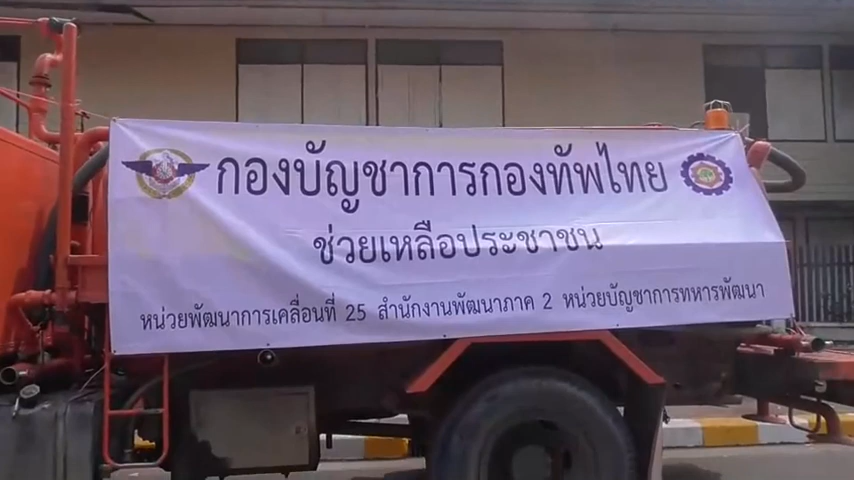 กองบัญชาการกองทัพไทย
ช่วยเหลือประชาชน
หน่วยพัฒนาการเคลื่อนที่ 25 สำนักงานพัฒนาภาค 2 หน่วยบัญชาการทหารพัฒนา